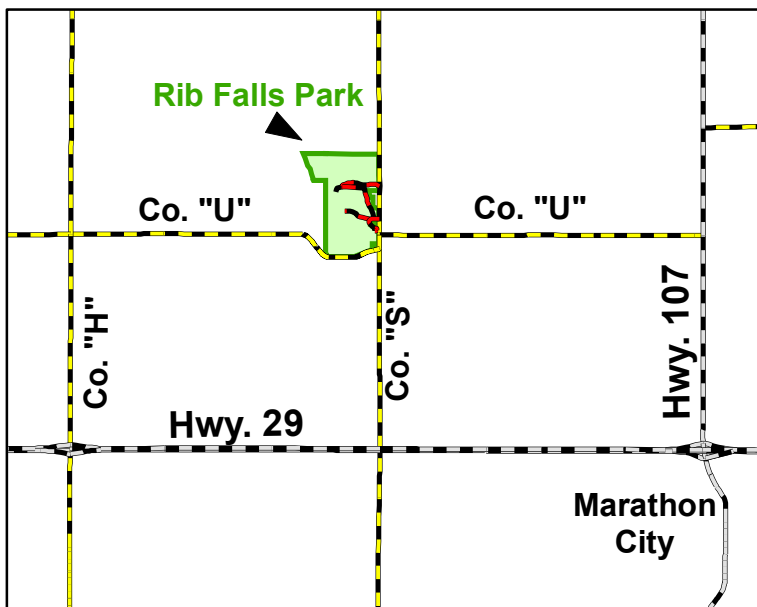 Rib Falls Park
Co. "U"
Co. "U"
Co. "H"
Co. "S"
Hwy. 107
Hwy. 29
Marathon
City